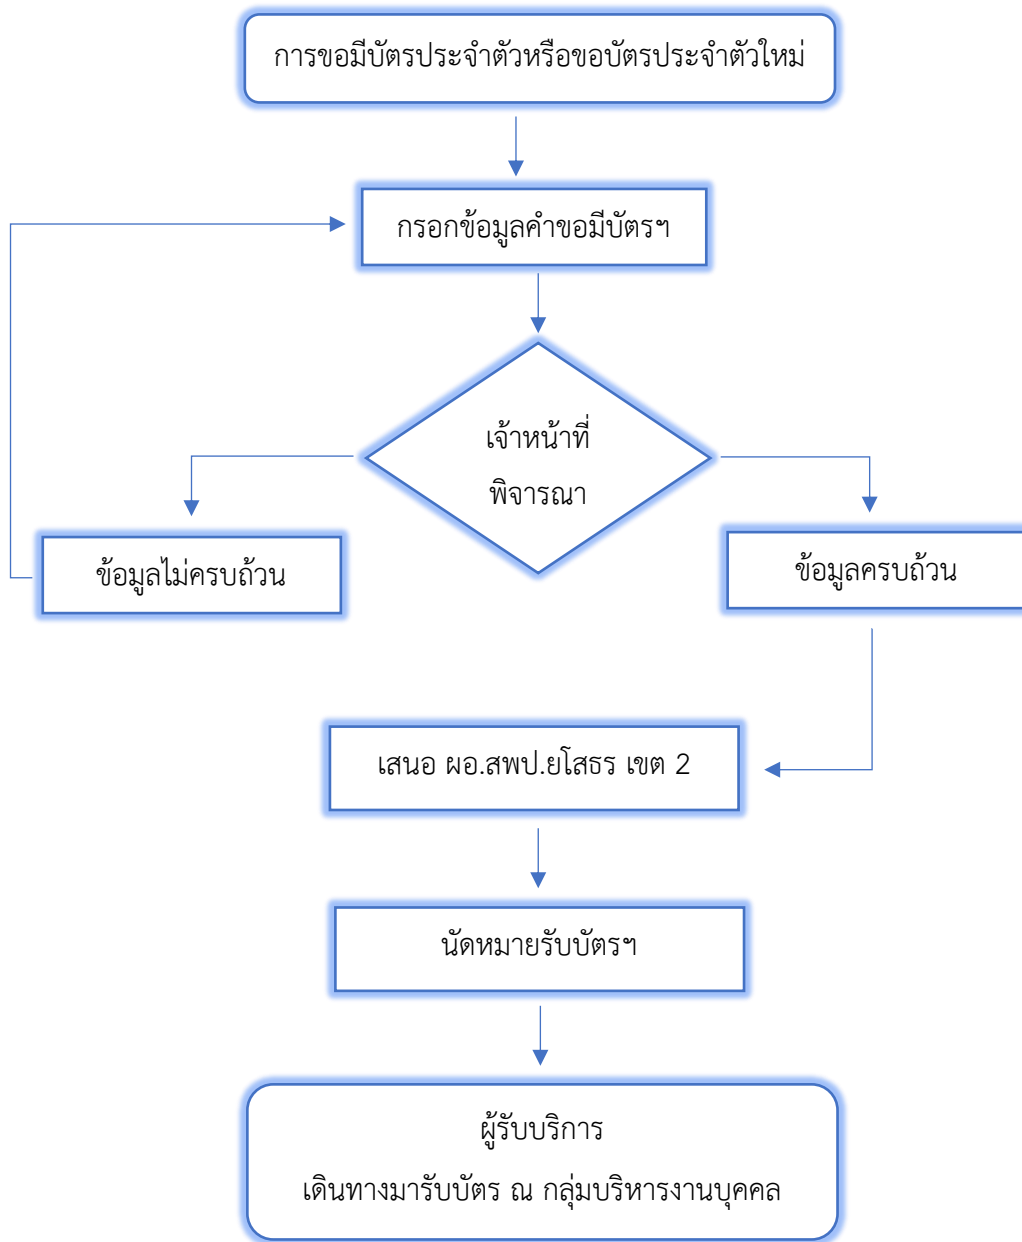 การขอมีบัตรประจำตัวหรือขอบัตรประจำตัวใหม่
กรอกข้อมูลคำขอมีบัตรฯ
เจ้าหน้าที่
พิจารณา
ข้อมูลไม่ครบถ้วน
ข้อมูลครบถ้วน
เสนอ ผอ.สพป.ยโสธร เขต 2
นัดหมายรับบัตรฯ
ผู้รับบริการ
เดินทางมารับบัตร ณ กลุ่มบริหารงานบุคคล